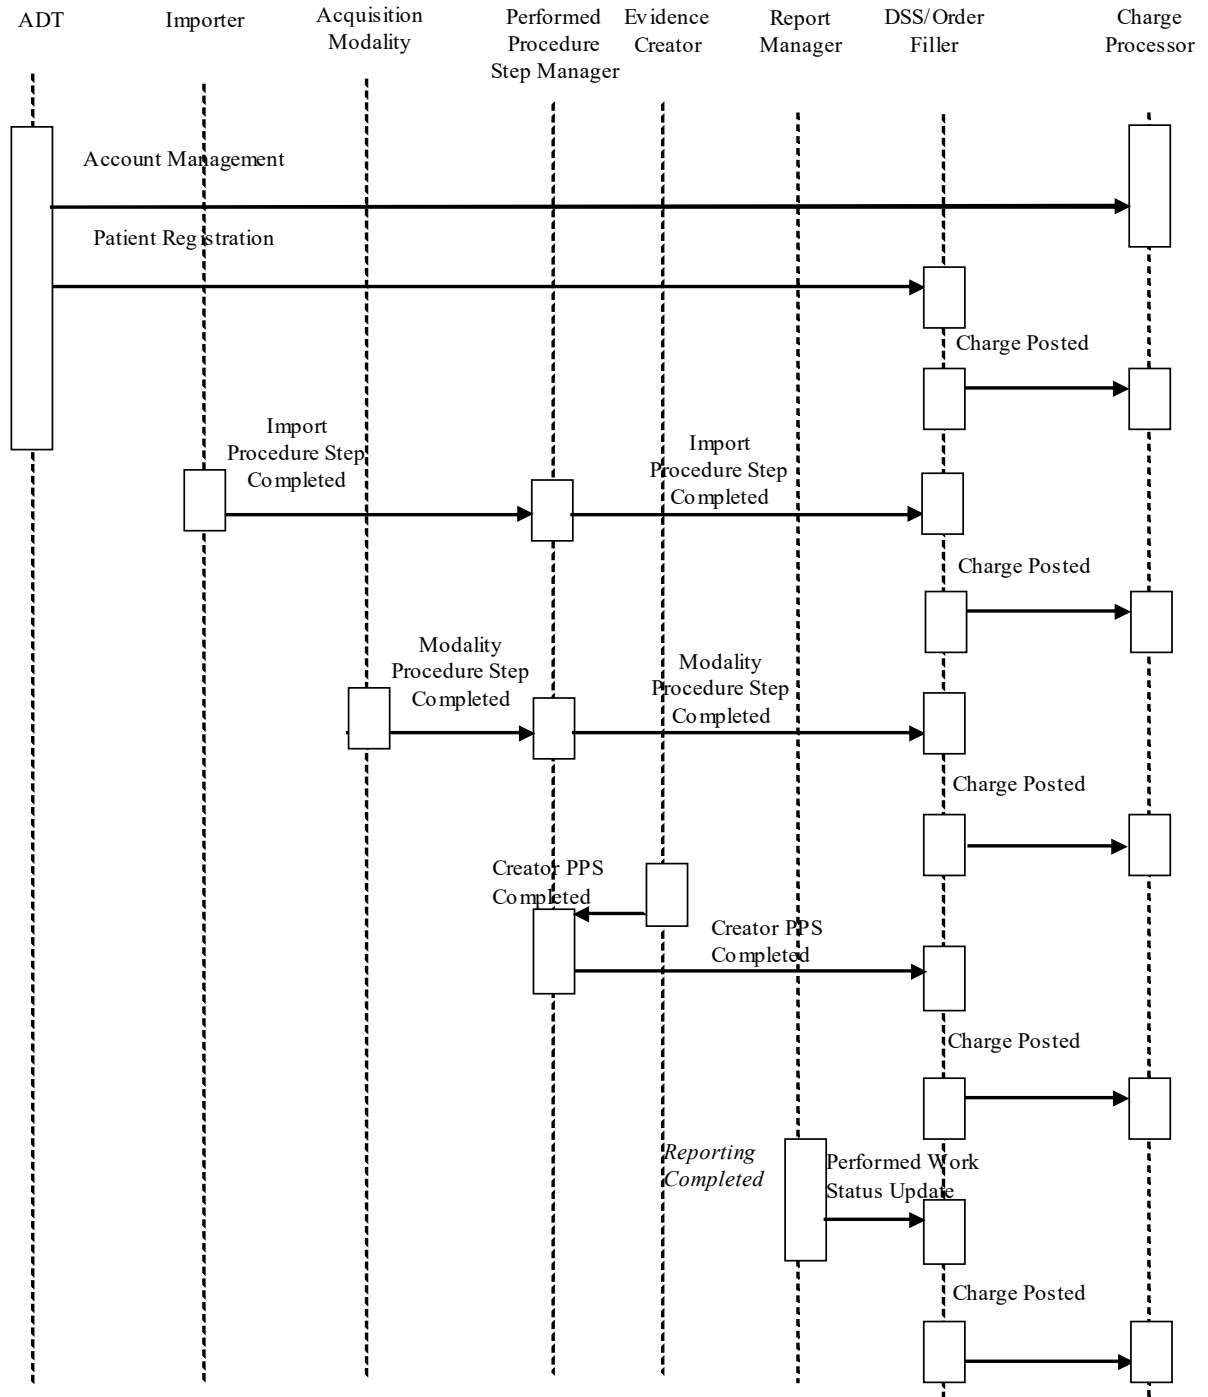 ADT
Importer
Acquisition
Modality
Performed
Procedure
Step Manager
Evidence
Creator
Report
Manager
DSS/Order
Filler
Charge
Processor
Account Management
Patient Registration
Charge Posted
Import
Procedure Step
Completed
Import
Procedure Step
Completed
Charge Posted
Modality
Procedure Step
Completed
Modality
Procedure Step
Completed
Charge Posted
Creator PPS
Completed
Creator PPS
Completed
Charge Posted
Reporting
Completed
Performed Work
Status Update
Charge Posted